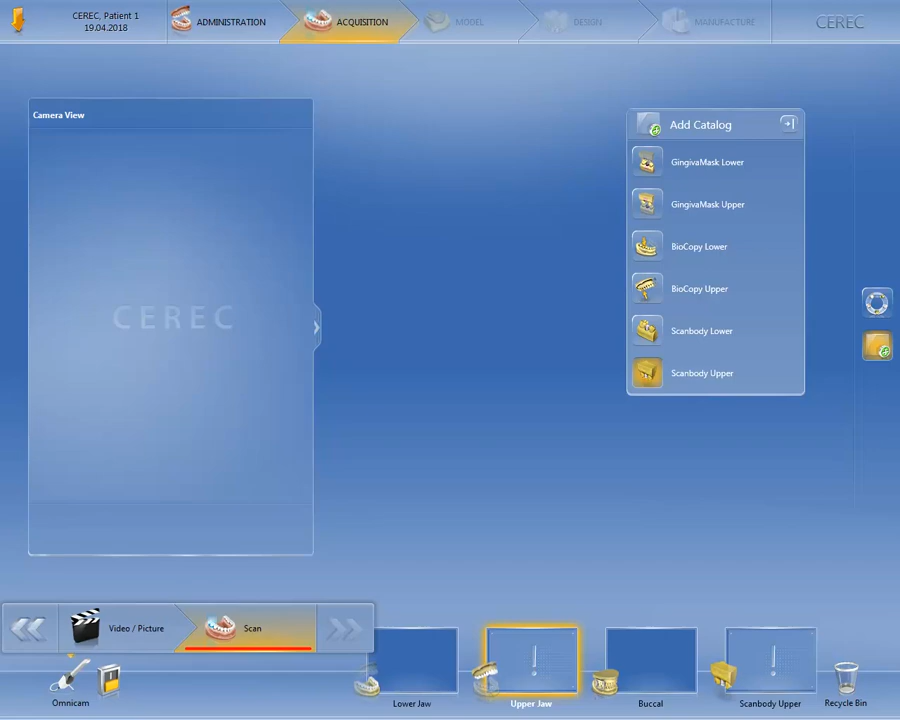 CEREC, Patient 1
19.04.2018
ADMINISTRATION
ACQUISITION
MODEL
DESIGN
MANUFACTURE
CEREC
Camera View
CEREC
Add Catalog
GingivaMask Lower
GingivaMask Upper
BioCopy Lower
BioCopy Upper
Scanbody Lower
Scanbody Upper
Video / Picture
Scan
Omnicam
Lower Jaw
Upper Jaw
Buccal
Scanbody Upper
Recycle Bin